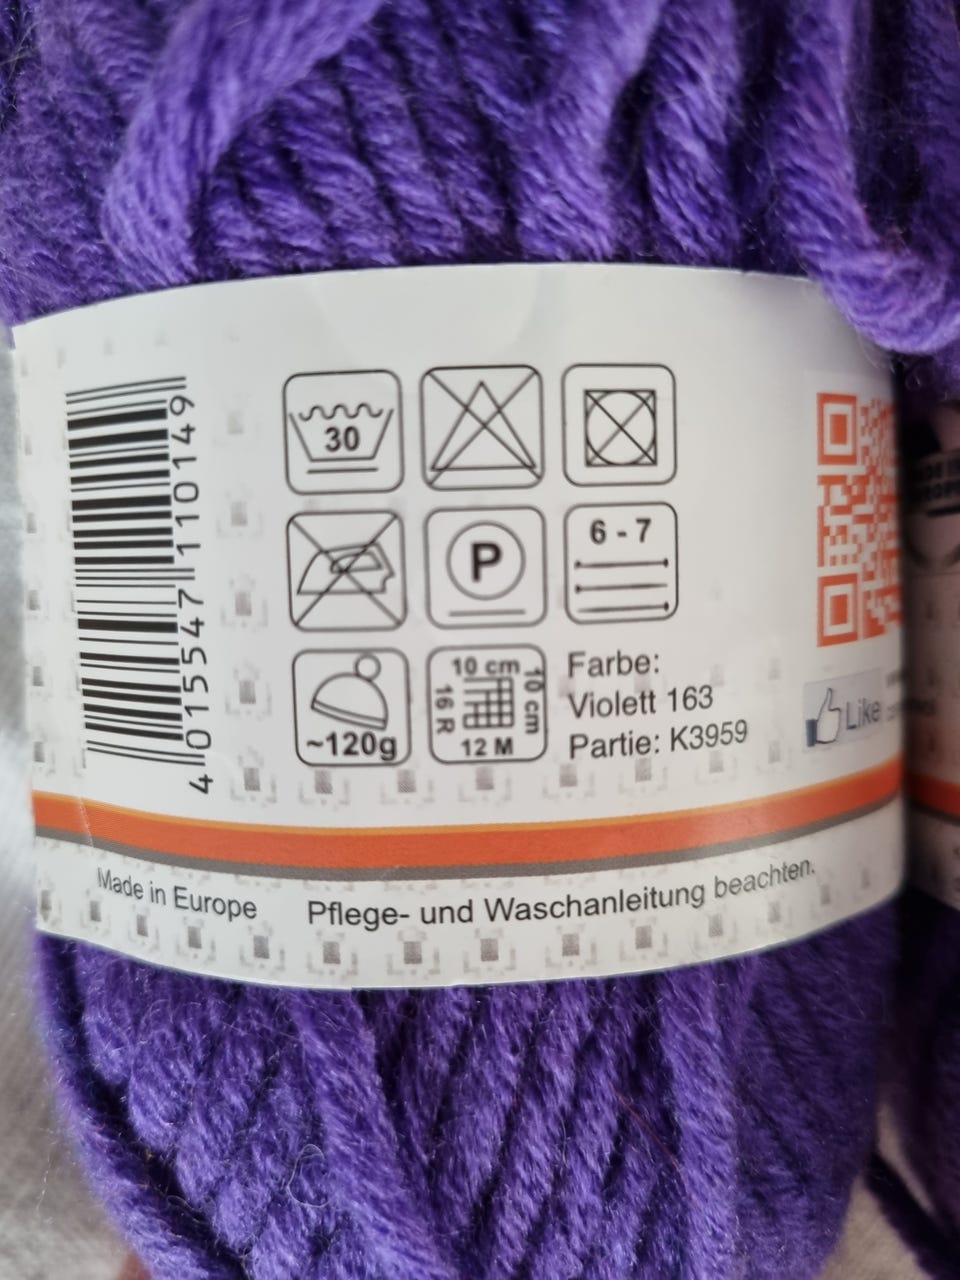 4 015547 110149
30
P
6 - 7
~120g
10 cm
10 cm
16 R
12 M
Farbe:
Violett 163
Partie: K3959
Like
Made in Europe
Pflege- und Waschanleitung beachten.